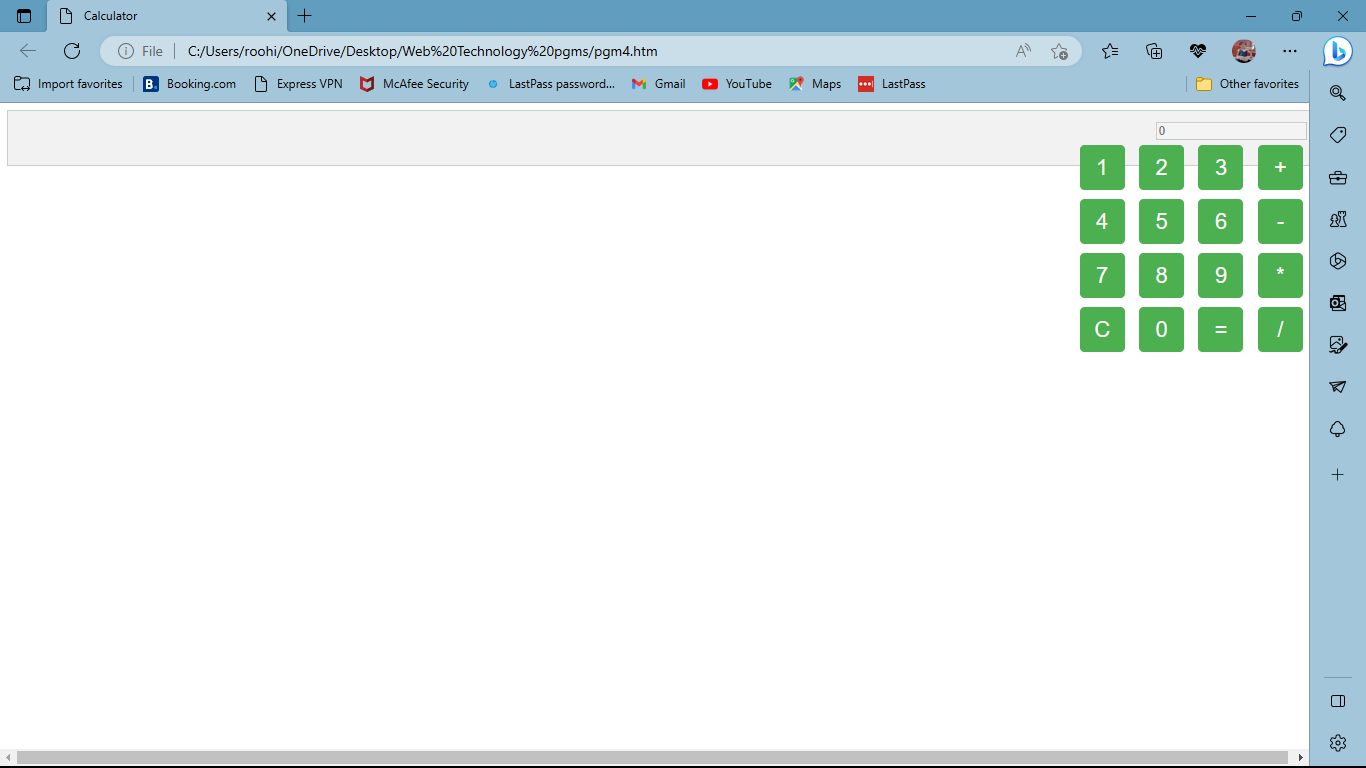 Calculator
File C:/Users/roohi/OneDrive/Desktop/Web%20Technology%20pgms/pgm4.htm
Import favorites B. Booking.com Express VPN McAfee Security LastPass password... Gmail YouTube Maps LastPass Other favorites
0
1 2 3 +
4 5 6 -
7 8 9 *
C 0 = /